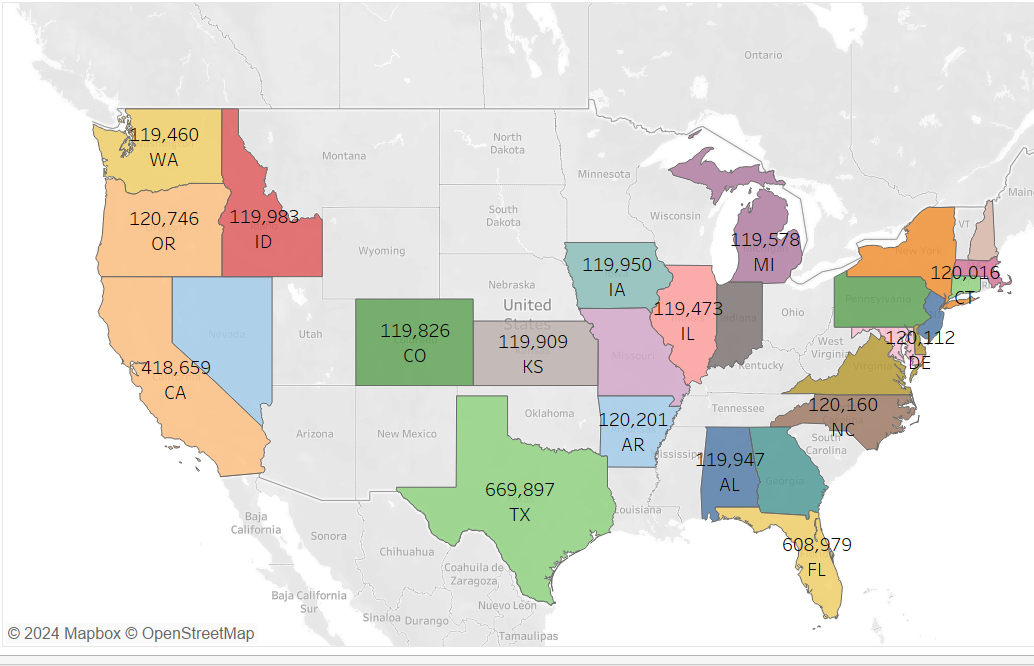 Ontario
119,460
WA
Montana
North
Dakota
Minnesota
Maine
120,746
OR
119,983
ID
South
Dakota
Wisconsin
VT
New York
119,578
MI
Wyoming
119,950
IA
120,016
CT
Nebraska
United
States
119,473
IL
Indiana
Ohio
Pennsylvania
Nevada
Utah
119,826
CO
119,909
KS
Missouri
West
Virginia
Virginia
120,112
DE
418,659
CA
Kentucky
Arizona
New Mexico
Oklahoma
120,201
AR
Tennessee
120,160
NC
South
Carolina
119,947
AL
Georgia
669,897
TX
Louisiana
608,979
FL
Baja
California
Sonora
Chihuahua
Coahuila de
Zaragoza
Baja California
Sur
Sinaloa
Durango
Nuevo León
Tamaulipas
© 2024 Mapbox © OpenStreetMap